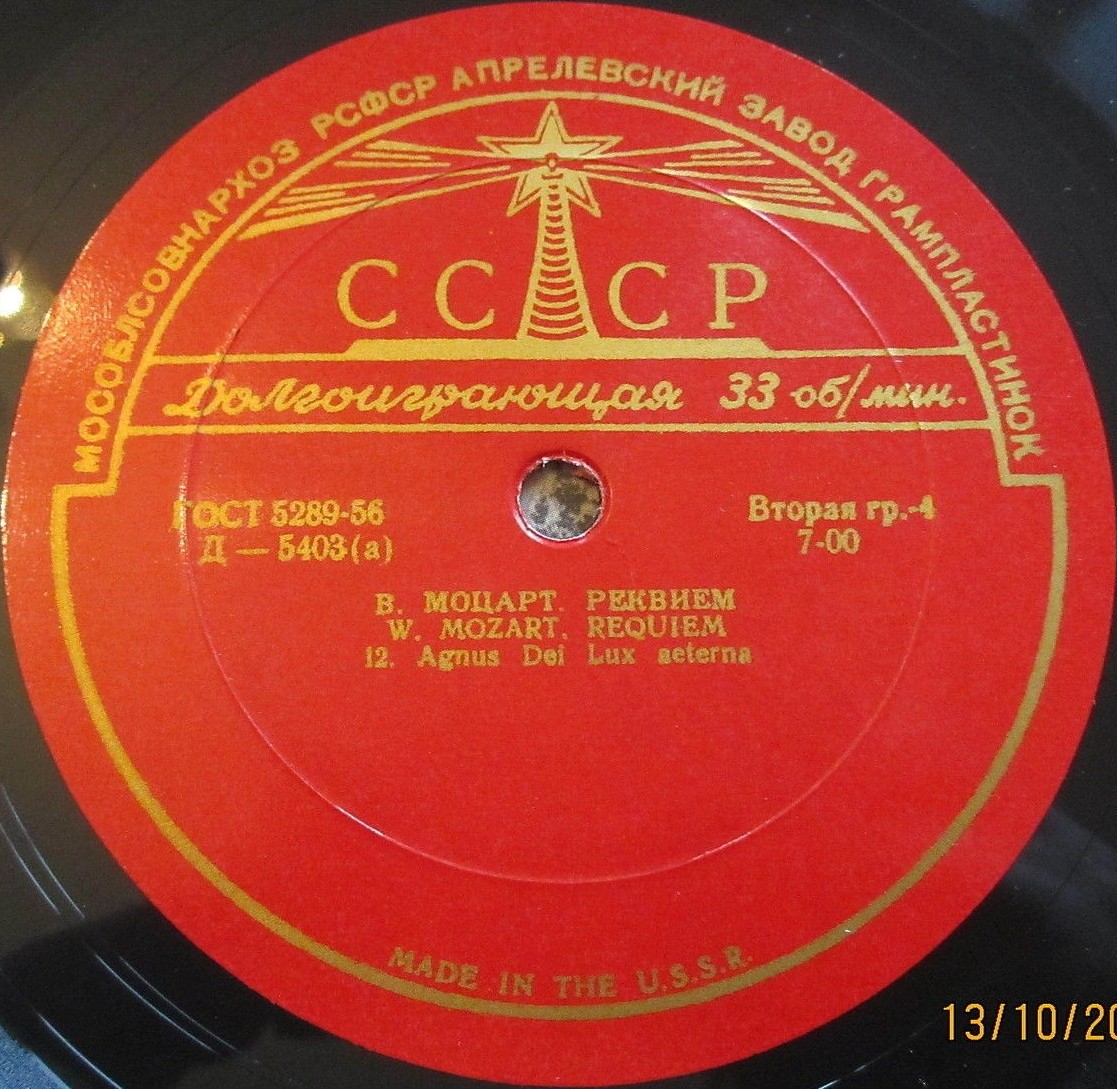 МОСОБЛСОВНАРХОЗ РСФСР АПРЕЛЕВСКИЙ ЗАВОД ГРАМПЛАСТИНОК
СССР
Долгоиграющая 33 об/мин.
ГОСТ 5289-56
Д — 5403(а)
Вторая гр.-4
7-00
В. МОЦАРТ. РЕКВИЕМ
W. MOZART. REQUIEM
12. Agnus Dei Lux aeterna
MADE IN THE U.S.S.R.
13/10/20